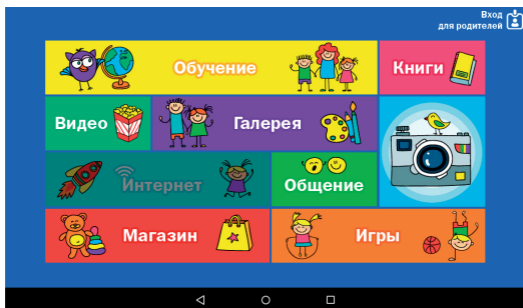 Вход
для родителей
Обучение
Книги
Видео
Галерея
Интернет
Общение
Магазин
Игры